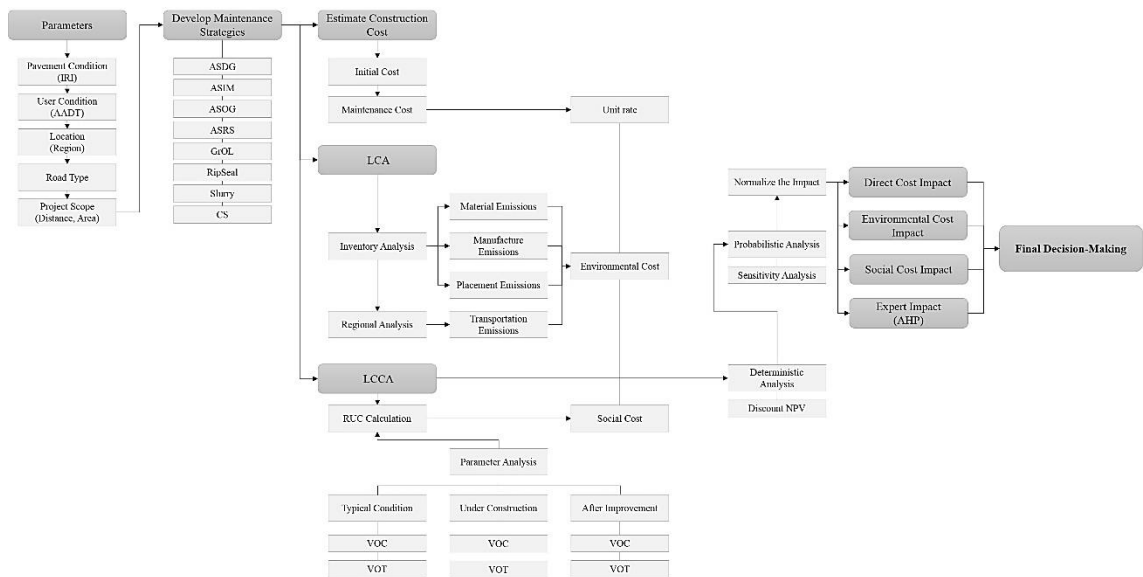 Parameters
Pavement Condition
(IRI)
User Condition
(AADT)
Location
(Region)
Road Type
Project Scope
(Distance, Area)
Develop Maintenance
Strategies
ASDG
ASIM
ASOG
ASRS
GrOL
RipSeal
Slurry
CS
Estimate Construction
Cost
Initial Cost
Maintenance Cost
Unit rate
LCA
Inventory Analysis
Material Emissions
Manufacture
Emissions
Placement Emissions
Environmental Cost
Regional Analysis
Transportation
Emissions
LCCA
RUC Calculation
Social Cost
Parameter Analysis
Typical Condition
VOC
VOT
Under Construction
VOC
VOT
After Improvement
VOC
VOT
Deterministic
Analysis
Discount NPV
Normalize the Impact
Probabilistic Analysis
Sensitivity Analysis
Direct Cost Impact
Environmental Cost
Impact
Social Cost Impact
Expert Impact
(AHP)
Final Decision-Making